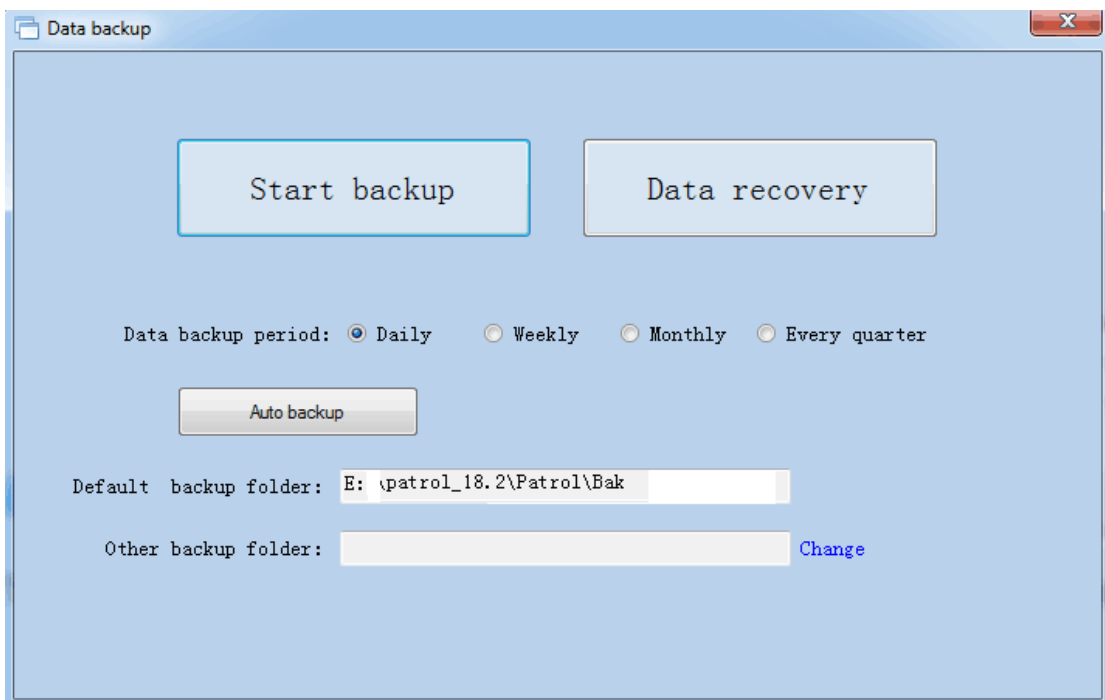 Data backup
Start backup Data recovery
Data backup period: Daily Weekly Monthly Every quarter
Auto backup
Default backup folder: E: \patrol_18.2\Patrol\Bak
Other backup folder: Change